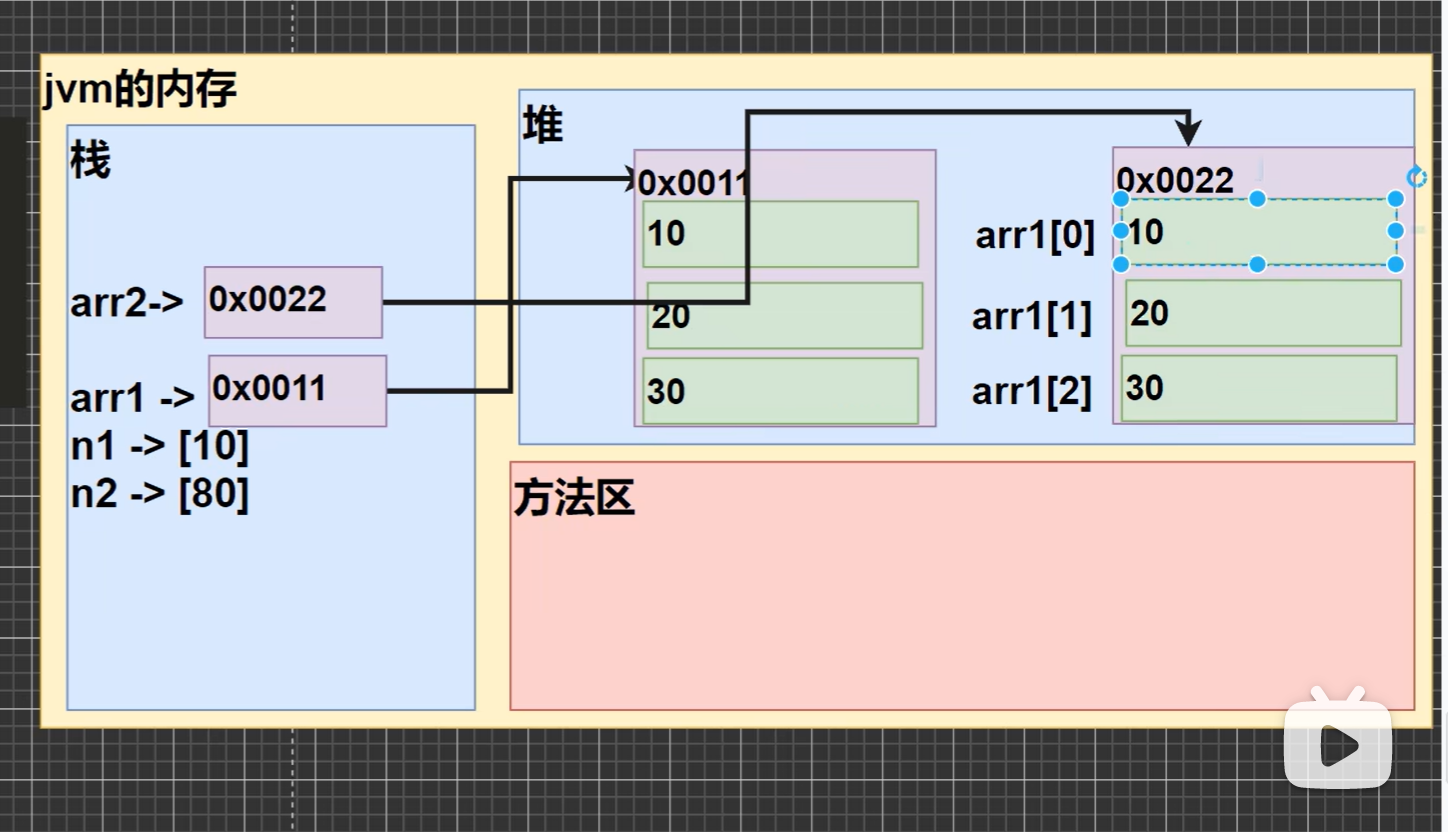 jvm的内存
栈
arr2->
0x0022
arr1 ->
0x0011
n1 -> [10]
n2 -> [80]
堆
0x0011
10
20
30
arr1[0]
arr1[1]
arr1[2]
0x0022
10
20
30
方法区